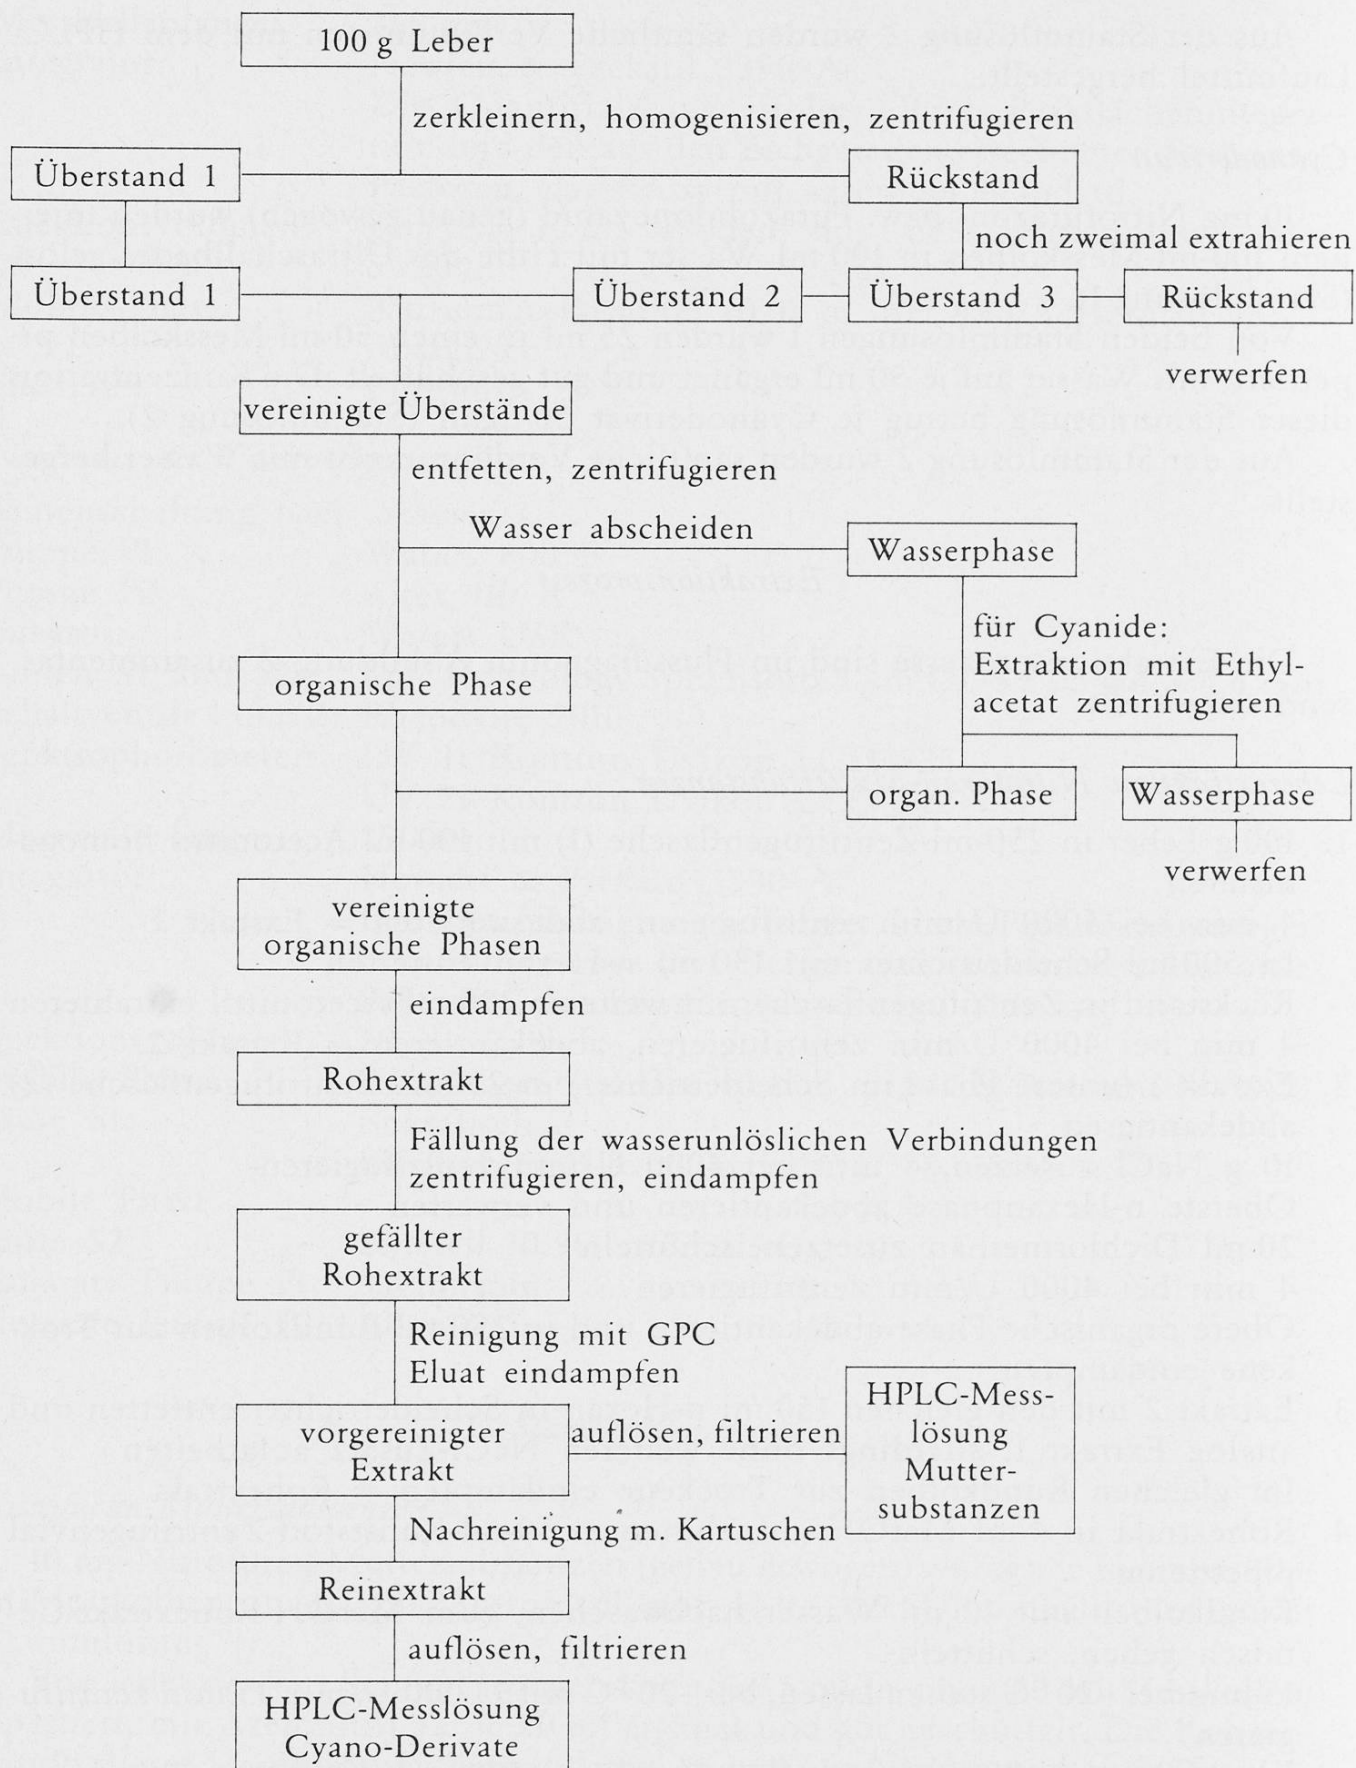 100 g Leber
zerkleinern, homogenisieren, zentrifugieren
Überstand 1
Rückstand
noch zweimal extrahieren
Überstand 1
Überstand 2
Überstand 3
Rückstand
verwerfen
vereinigte Überstände
entfetten, zentrifugieren
Wasser abscheiden
Wasserphase
für Cyanide:
Extraktion mit Ethyl-
acetat zentrifugieren
organische Phase
organ. Phase
Wasserphase
verwerfen
vereinigte
organische Phasen
eindampfen
Rohextrakt
Fällung der wasserunlöslichen Verbindungen
zentrifugieren, eindampfen
gefällter
Rohextrakt
Reinigung mit GPC
Eluat eindampfen
vorgereinigter
Extrakt
auflösen, filtrieren
HPLC-Mess-
lösung
Mutter-
substanzen
Nachreinigung m. Kartuschen
Reinextrakt
auflösen, filtrieren
HPLC-Messlösung
Cyano-Derivate